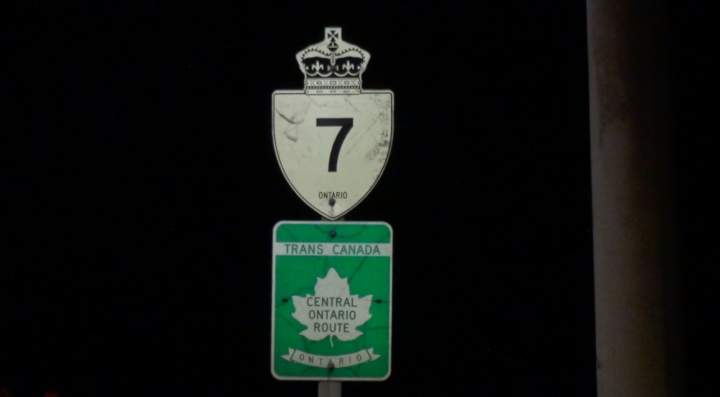 7
ONTARIO
TRANS CANADA
CENTRAL
ONTARIO
ROUTE
ONTARIO